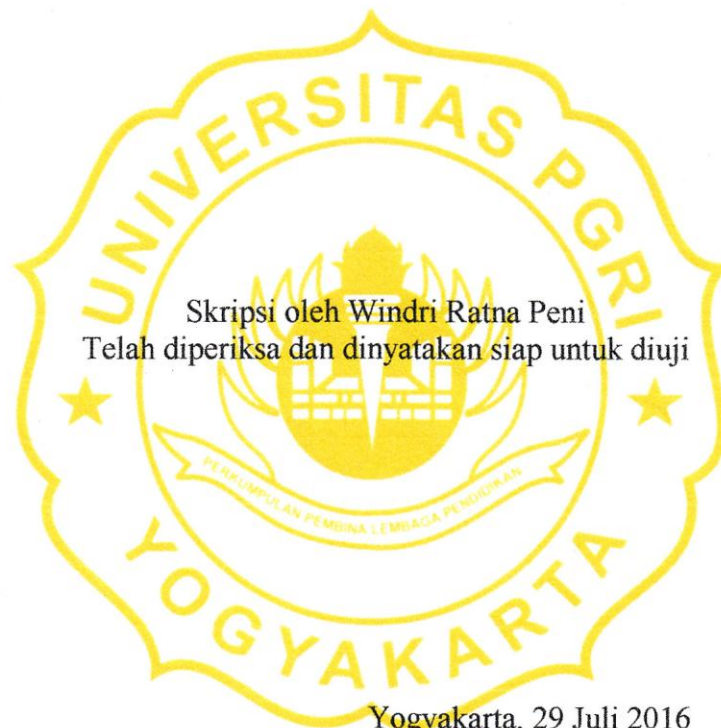 UNIVERSITAS PGRI
Skripsi oleh Windri Ratna Peni
Telah diperiksa dan dinyatakan siap untuk diuji
PERKUMPULAN PEMBINA LEMBAGA PENDIDIKAN
YOGYAKARTA
Yogyakarta, 29 Juli 2016